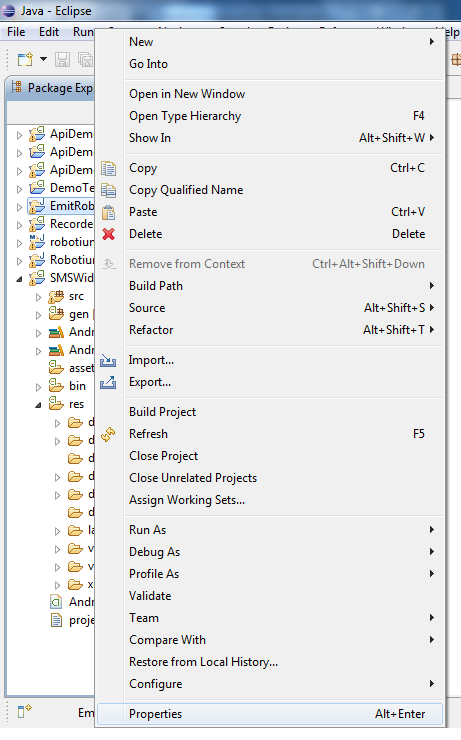 Java - Eclipse
File Edit Run
Package Exp
ApiDemo
ApiDem
ApiDem
DemoTe
EmitRob
Recorde
robotium
Robotiu
SMSWid
src
gen
Andr
Andr
asset
bin
res
d
d
d
d
d
d
la
v
v
x
Andr
proje
Em
New
Go Into
Open in New Window
Open Type Hierarchy F4
Show In Alt+Shift+W
Copy Ctrl+C
Copy Qualified Name
Paste Ctrl+V
Delete Delete
Remove from Context Ctrl+Alt+Shift+Down
Build Path
Source Alt+Shift+S
Refactor Alt+Shift+T
Import...
Export...
Build Project
Refresh F5
Close Project
Close Unrelated Projects
Assign Working Sets...
Run As
Debug As
Profile As
Validate
Team
Compare With
Restore from Local History...
Configure
Properties Alt+Enter